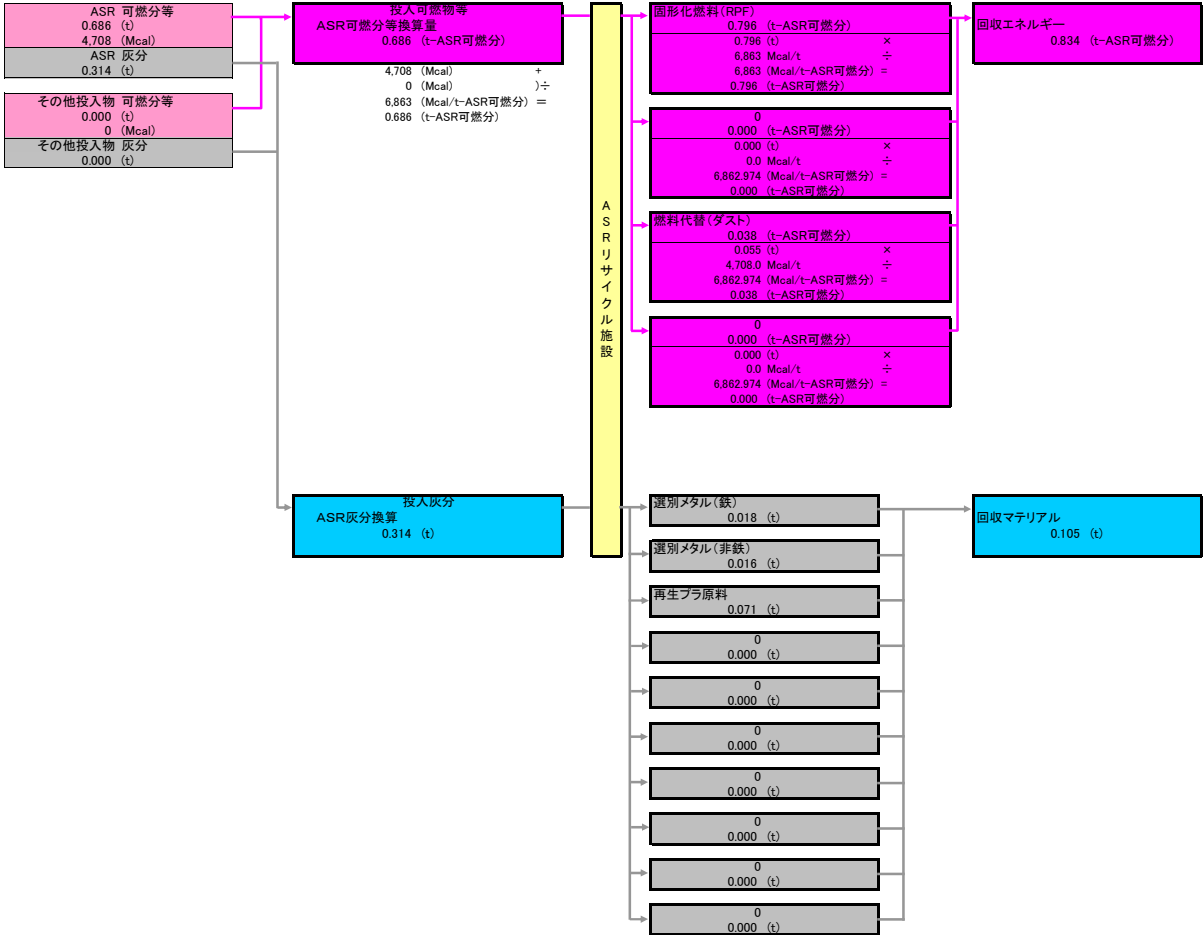 ASR 可燃分等
0.686 (t)
4,708 (Mcal)
ASR 灰分
0.314 (t)
その他投入物 可燃分等
0.000 (t)
0 (Mcal)
その他投入物 灰分
0.000 (t)
投入可燃物等
ASR可燃分等換算量
0.686 (t-ASR可燃分)
4,708 (Mcal) +
0 (Mcal) )÷
6,863 (Mcal/t-ASR可燃分) =
0.686 (t-ASR可燃分)
投入灰分
ASR灰分換算
0.314 (t)
ASRリサイクル施設
固形化燃料(RPF)
0.796 (t-ASR可燃分)
0.796 (t) ×
6,863 Mcal/t ÷
6,863 (Mcal/t-ASR可燃分) =
0.796 (t-ASR可燃分)
0
0.000 (t-ASR可燃分)
0.000 (t) ×
0.0 Mcal/t ÷
6,862.974 (Mcal/t-ASR可燃分) =
0.000 (t-ASR可燃分)
燃料代替(ダスト)
0.038 (t-ASR可燃分)
0.055 (t) ×
4,708.0 Mcal/t ÷
6,862.974 (Mcal/t-ASR可燃分) =
0.038 (t-ASR可燃分)
0
0.000 (t-ASR可燃分)
0.000 (t) ×
0.0 Mcal/t ÷
6,862.974 (Mcal/t-ASR可燃分) =
0.000 (t-ASR可燃分)
回収エネルギー
0.834 (t-ASR可燃分)
選別メタル(鉄)
0.018 (t)
選別メタル(非鉄)
0.016 (t)
再生プラ原料
0.071 (t)
0
0.000 (t)
0
0.000 (t)
0
0.000 (t)
0
0.000 (t)
0
0.000 (t)
0
0.000 (t)
0
0.000 (t)
回収マテリアル
0.105 (t)